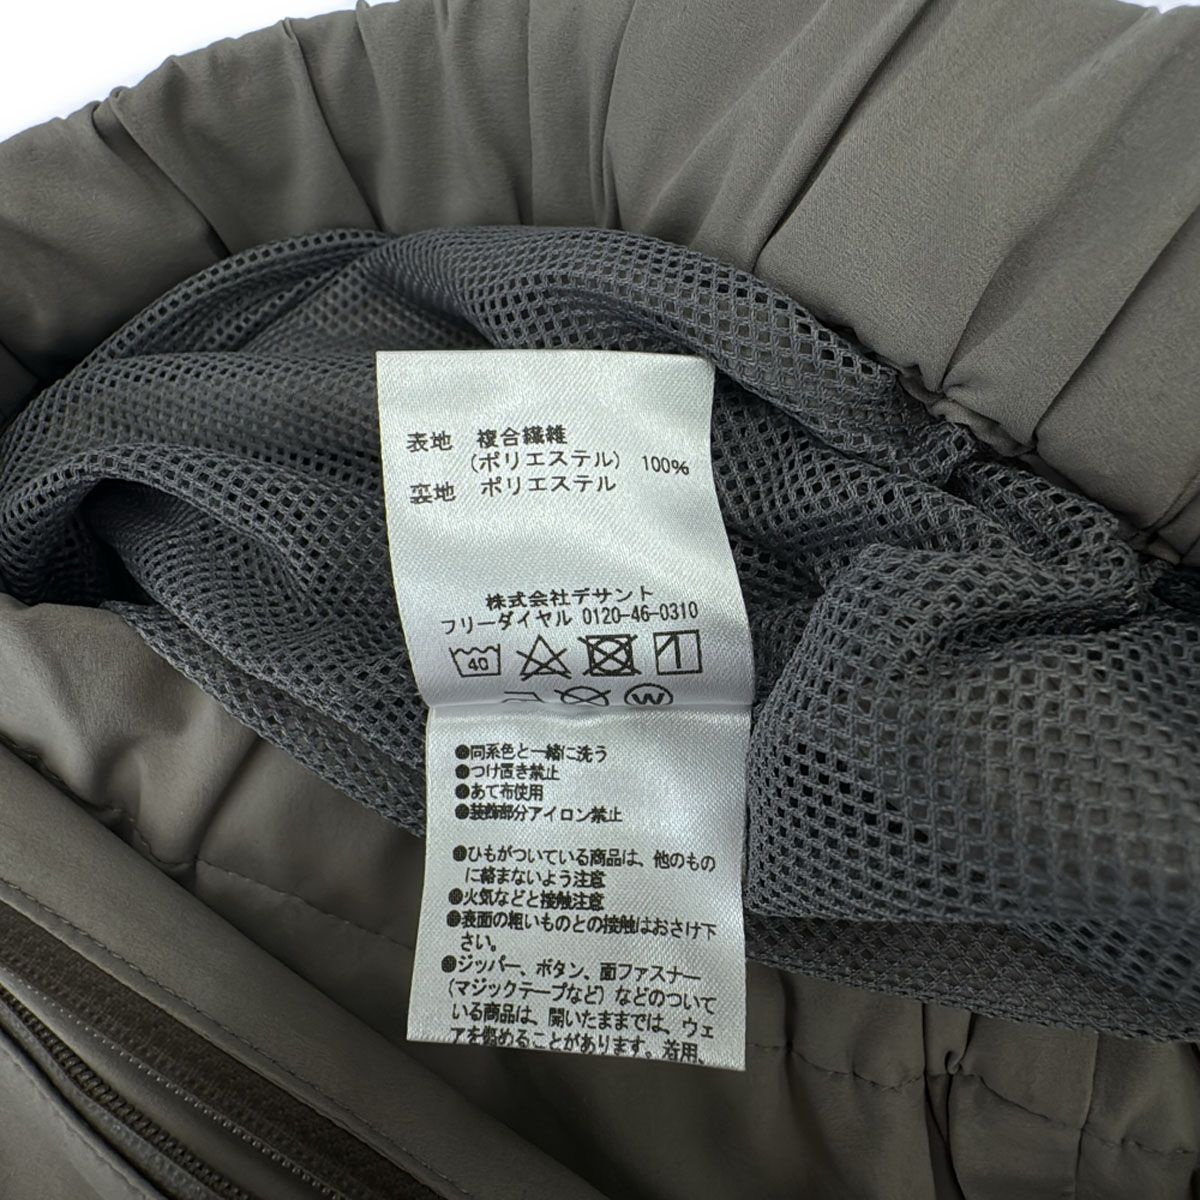 表地 複合繊維
(ポリエステル) 100%
裏地 ポリエステル
株式会社デサント
フリーダイヤル 0120-46-0310
40
W
●同系色と一緒に洗う
●つけ置き禁止
●あて布使用
●装飾部分アイロン禁止
●ひもがついている商品は、他のもの
に絡まないよう注意
●火気などと接触注意
●表面の粗いものとの接触はおさけ下
さい。
●ジッパー、ボタン、面ファスナー
(マジックテープなど)などのついて
いる商品は、開いたままでは、ウェ
アを傷めることがあります。着用、